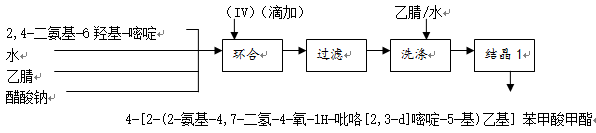 (IV)(滴加)
乙腈/水
2,4-二氨基-6羟基-嘧啶
水
乙腈
醋酸钠
环合
过滤
洗涤
结晶1
4-[2-(2-氨基-4,7-二氢-4-氧-1H-吡咯[2,3-d]嘧啶-5-基)乙基] 苯甲酸甲酯